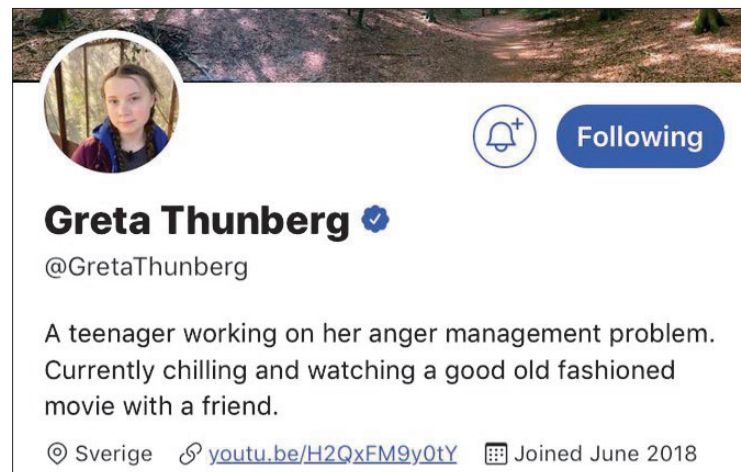 Following
Greta Thunberg
@GretaThunberg
A teenager working on her anger management problem.
Currently chilling and watching a good old fashioned
movie with a friend.
Sverige youtu.be/H2QxFM9y0tY Joined June 2018